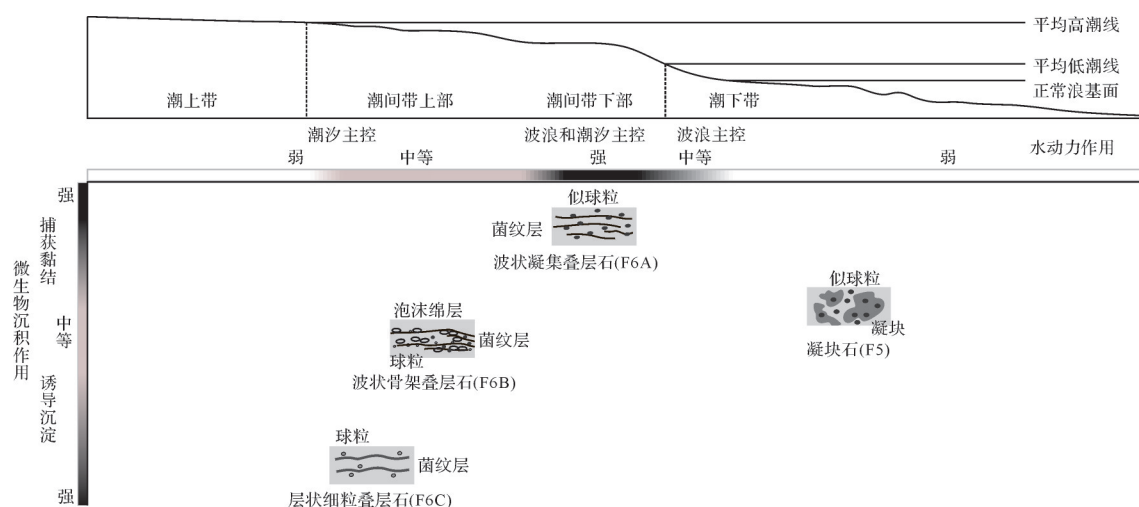 平均高潮线
平均低潮线
正常浪基面
潮上带
潮间带上部
潮间带下部
潮下带
潮汐主控
波浪和潮汐主控
波浪主控
水动力作用
弱
中等
强
中等
弱
强
捕获黏结
中等
诱导沉淀
强
微生物沉积作用
似球粒
菌纹层
波状凝集叠层石(F6A)
似球粒
凝块
凝块石(F5)
泡沫绵层
菌纹层
球粒
波状骨架叠层石(F6B)
球粒
菌纹层
层状细粒叠层石(F6C)